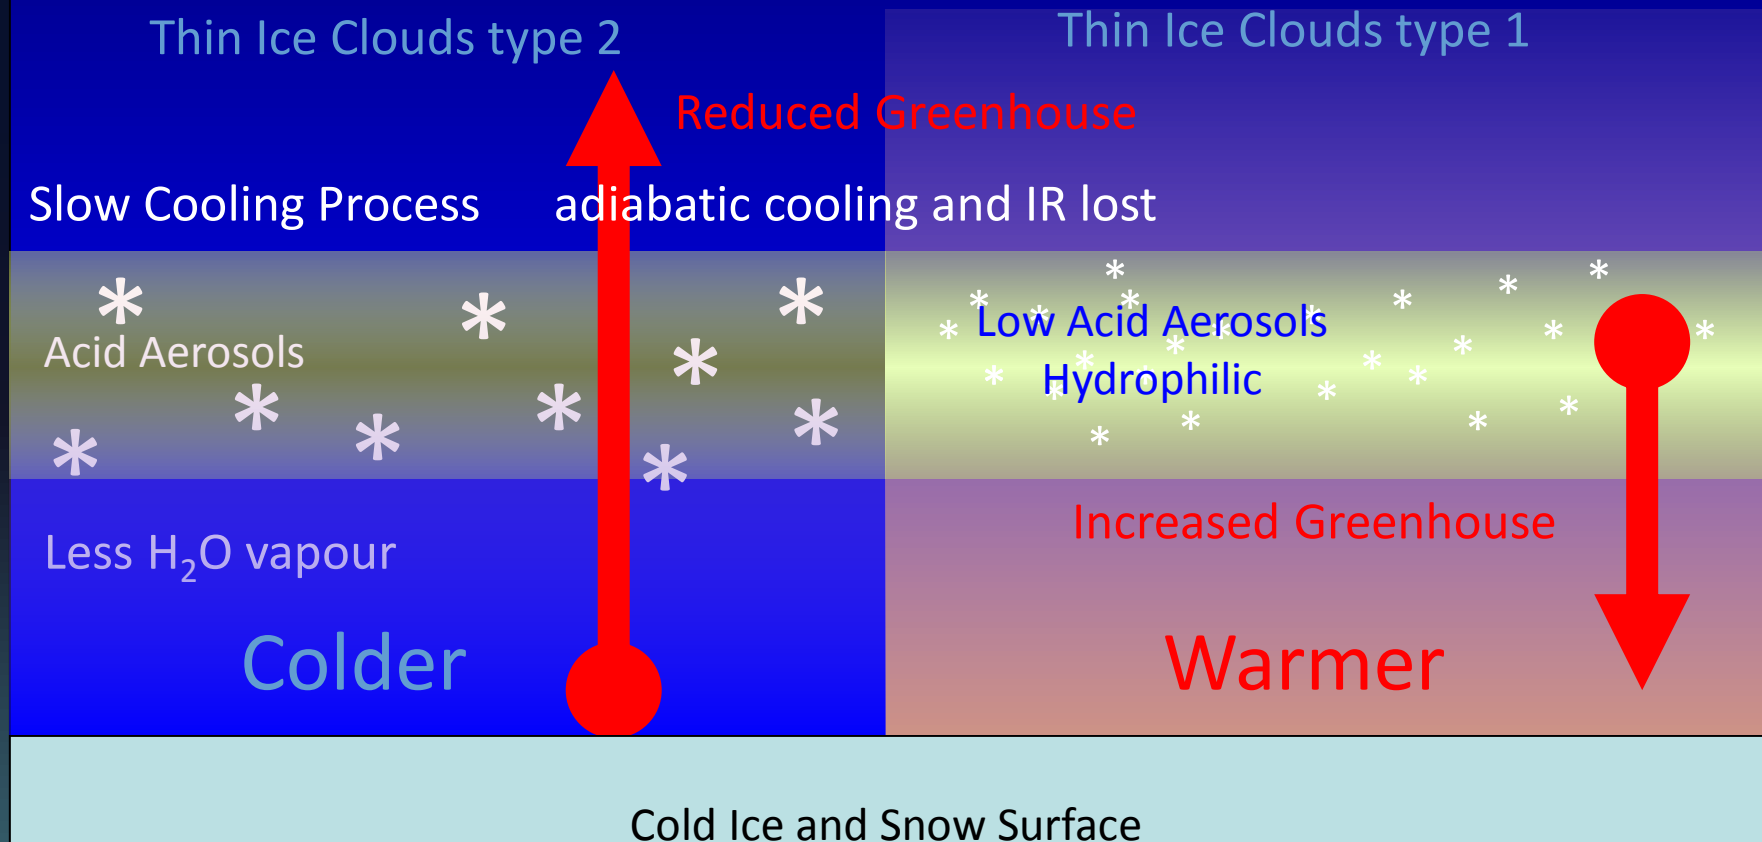 Thin Ice Clouds type 2
Thin Ice Clouds type 1
Reduced Greenhouse
Slow Cooling Process adiabatic cooling and IR lost
Acid Aerosols
Low Acid Aerosols
Hydrophilic
Less H₂O vapour
Increased Greenhouse
Colder
Warmer
Cold Ice and Snow Surface